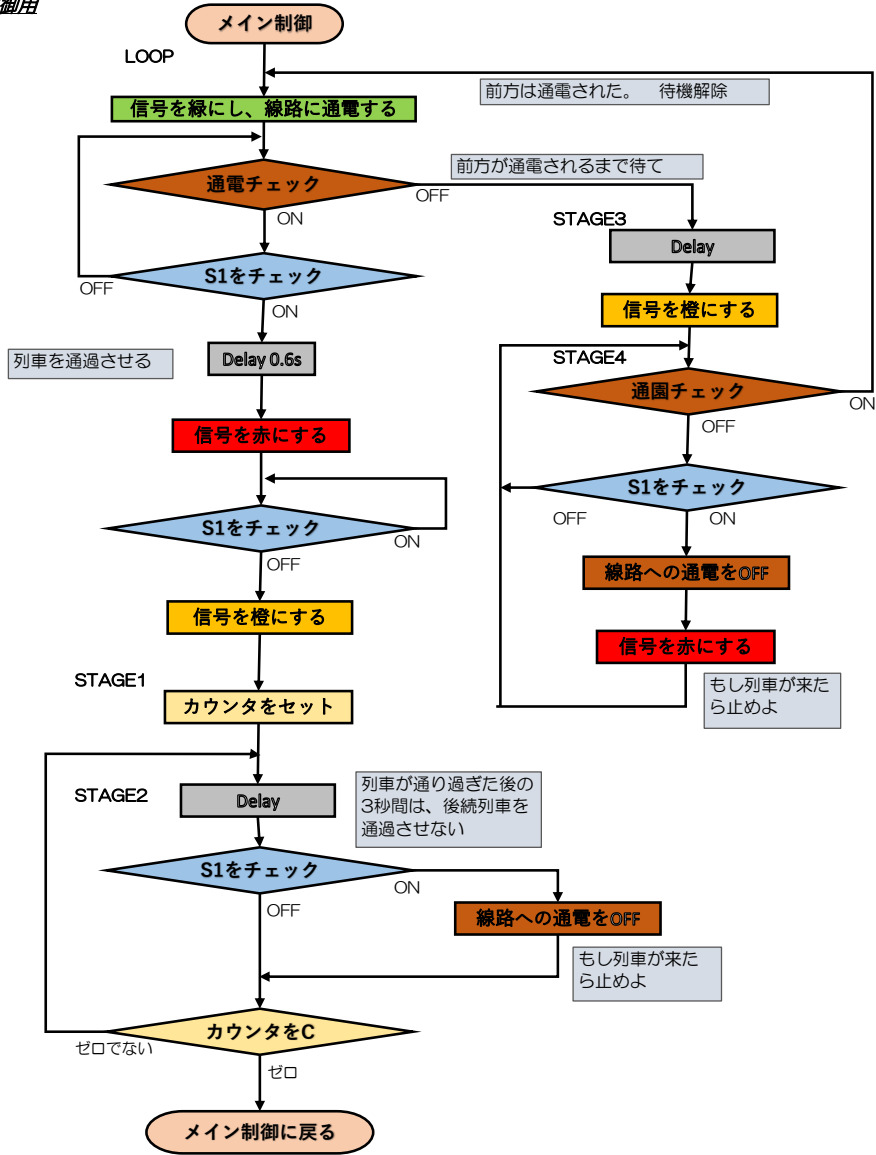 御用
メイン制御
LOOP
前方は通電された。　待機解除
信号を緑にし、線路に通電する
前方が通電されるまで待て
通電チェック
OFF
ON
STAGE3
Delay
S1をチェック
OFF
ON
信号を橙にする
列車を通過させる
Delay 0.6s
STAGE4
通園チェック
ON
OFF
信号を赤にする
S1をチェック
OFF
ON
S1をチェック
ON
OFF
線路への通電をOFF
信号を橙にする
信号を赤にする
もし列車が来た
ら止めよ
STAGE1
カウンタをセット
STAGE2
Delay
列車が通り過ぎた後の
3秒間は、後続列車を
通過させない
S1をチェック
ON
OFF
線路への通電をOFF
もし列車が来た
ら止めよ
カウンタをC
ゼロでない
ゼロ
メイン制御に戻る